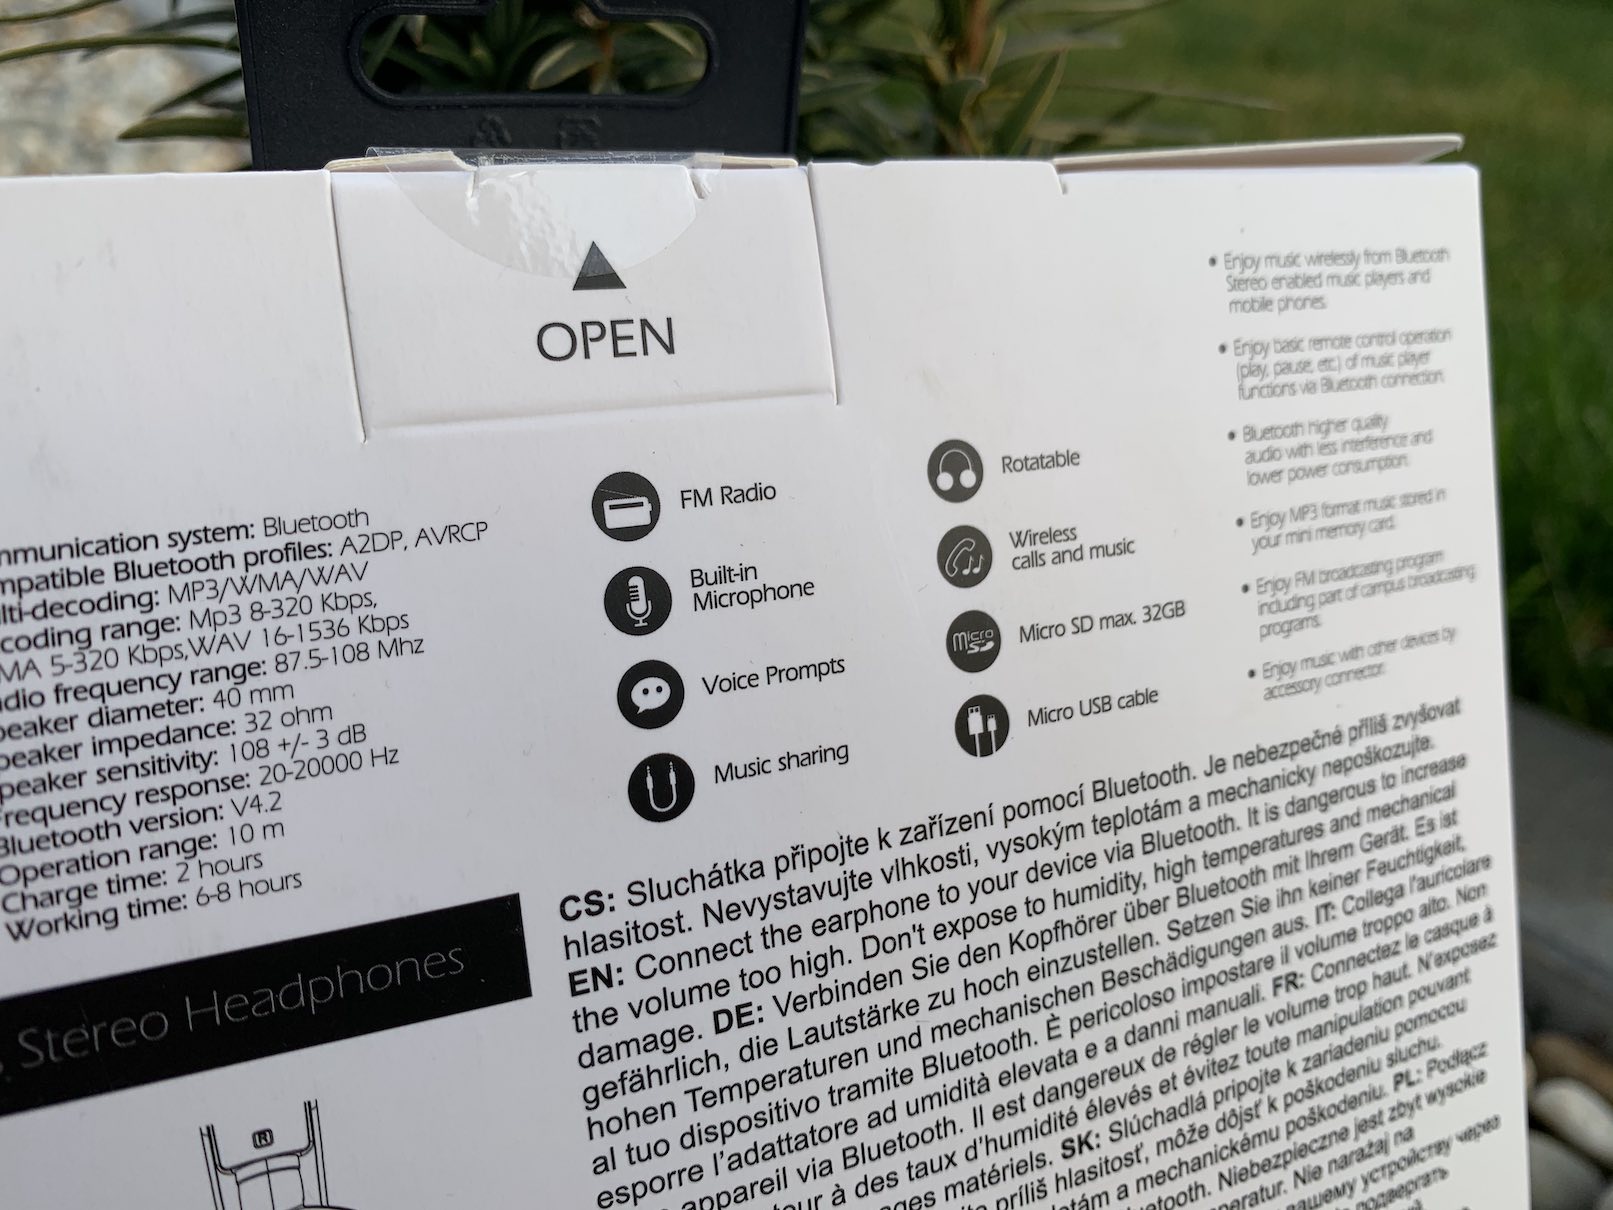 OPEN
mmunication system: Bluetooth
mpatible Bluetooth profiles: A2DP, AVRCP
lti-decoding: MP3/WMA/WAV
coding range: Mp3 8-320 Kbps,
MA 5-320 Kbps,WAV 16-1536 Kbps
dio frequency range: 87.5-108 Mhz
peaker diameter: 40 mm
peaker impedance: 32 ohm
peaker sensitivity: 108 +/- 3 dB
requency response: 20-20000 Hz
Bluetooth version: V4.2
Operation range: 10 m
Charge time: 2 hours
Working time: 6-8 hours
Stereo Headphones
R
FM Radio
Built-in
Microphone
Voice Prompts
Music sharing
Rotatable
Wireless
calls and music
Micro
SD
Micro SD max. 32GB
Micro USB cable
• Enjoy music wirelessly from Bluetooth
Stereo enabled music players and
mobile phones.
• Enjoy basic remote control operation
(play, pause, etc.) of music player
functions via Bluetooth connection.
• Bluetooth higher quality
audio with less interference and
lower power consumption.
• Enjoy MP3 format music stored in
your mini memory card.
• Enjoy FM broadcasting program
including part of campus broadcasting
programs.
• Enjoy music with other devices by
accessory connector.
CS: Sluchátka připojte k zařízení pomocí Bluetooth. Je nebezpečné příliš zvyšovat
hlasitost. Nevystavujte vlhkosti, vysokým teplotám a mechanicky nepoškozujte.
EN: Connect the earphone to your device via Bluetooth. It is dangerous to increase
the volume too high. Don't expose to humidity, high temperatures and mechanical
damage. DE: Verbinden Sie den Kopfhörer über Bluetooth mit Ihrem Gerät. Es ist
gefährlich, die Lautstärke zu hoch einzustellen. Setzen Sie ihn keiner Feuchtigkeit,
hohen Temperaturen und mechanischen Beschädigungen aus. IT: Collega l'auricolare
al tuo dispositivo tramite Bluetooth. È pericoloso impostare il volume troppo alto. Non
esporre l'adattatore ad umidità elevata e a danni manuali. FR: Connectez le casque à
appareil via Bluetooth. Il est dangereux de régler le volume trop haut. N'exposez
à des taux d'humidité élevés et évitez toute manipulation pouvant
matériels. SK: Slúchadlá pripojte k zariadeniu pomocou
príliš hlasitosť, môže dôjsť k poškodeniu sluchu.
a mechanickému poškodeniu. PL: Podłącz
Niebezpieczne jest zbyt wysokie
Nie narażaj na
устройству через
подвергать